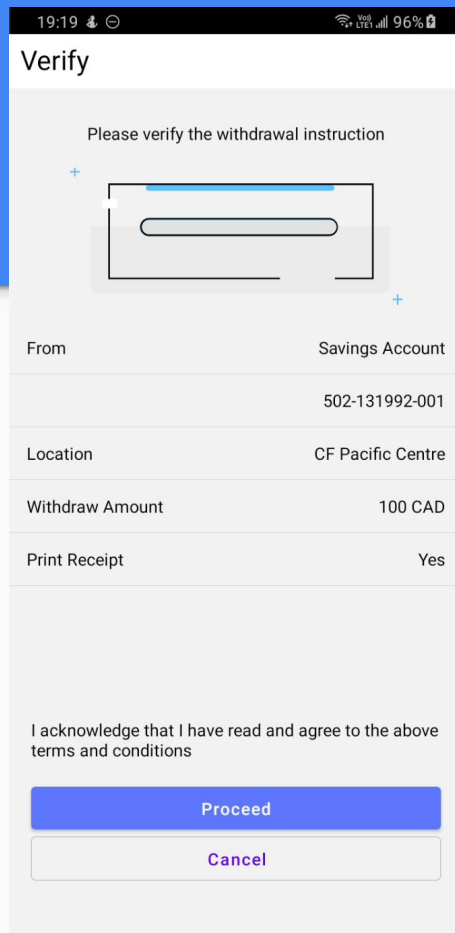 19:19
Vo))
LTE1
96%
Verify
Please verify the withdrawal instruction
From Savings Account
502-131992-001
Location CF Pacific Centre
Withdraw Amount 100 CAD
Print Receipt Yes
I acknowledge that I have read and agree to the above
terms and conditions
Proceed
Cancel